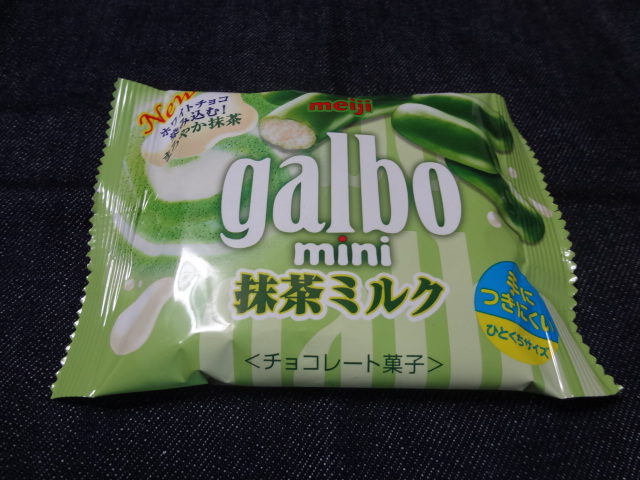 New
ホワイトチョコ
染み込む!
まろやか抹茶
meiji
galbo
mini
抹茶ミルク
手に
つきにくい
ひとくちサイズ
<チョコレート菓子>